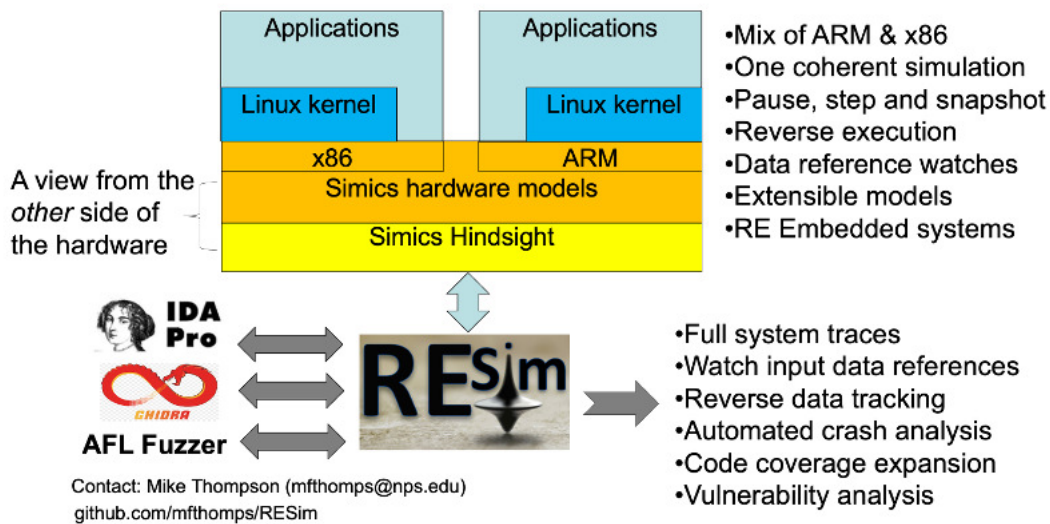 Applications
Applications
Linux kernel
Linux kernel
x86
ARM
Simics hardware models
Simics Hindsight
A view from the
other side of
the hardware
•Mix of ARM & x86
•One coherent simulation
•Pause, step and snapshot
•Reverse execution
•Data reference watches
•Extensible models
•RE Embedded systems
IDA
Pro
GHIDRA
AFL Fuzzer
RESim
•Full system traces
•Watch input data references
•Reverse data tracking
•Automated crash analysis
•Code coverage expansion
•Vulnerability analysis
Contact: Mike Thompson (mfthomps@nps.edu)
github.com/mfthomps/RESim